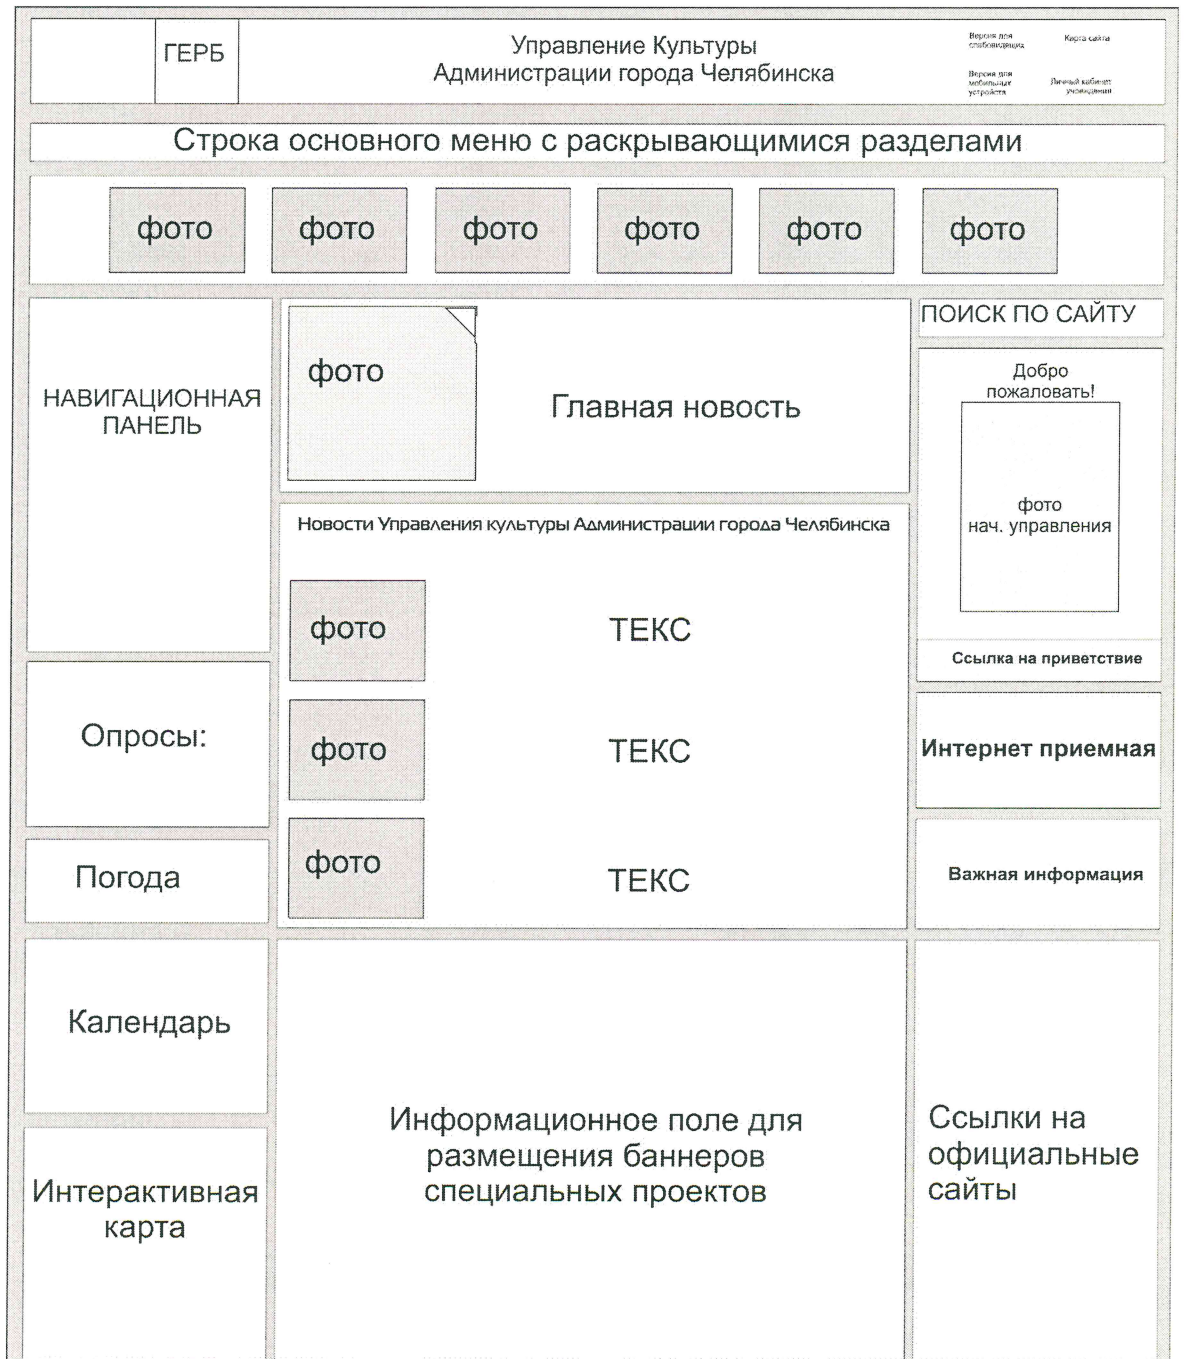 ГЕРБ
Управление Культуры
Администрации города Челябинска
Версия для
слабовидящих
Карта сайта
Версия для
мобильных
устройств
Личный кабинет
учреждения
Строка основного меню с раскрывающимися разделами
фото
фото
фото
фото
фото
фото
НАВИГАЦИОННАЯ
ПАНЕЛЬ
фото
Главная новость
ПОИСК ПО САЙТУ
Добро
пожаловать!
фото
нач. управления
Ссылка на приветствие
Новости Управления культуры Администрации города Челябинска
фото
ТЕКС
фото
ТЕКС
фото
ТЕКС
Опросы:
Погода
Интернет приемная
Важная информация
Календарь
Интерактивная
карта
Информационное поле для
размещения баннеров
специальных проектов
Ссылки на
официальные
сайты